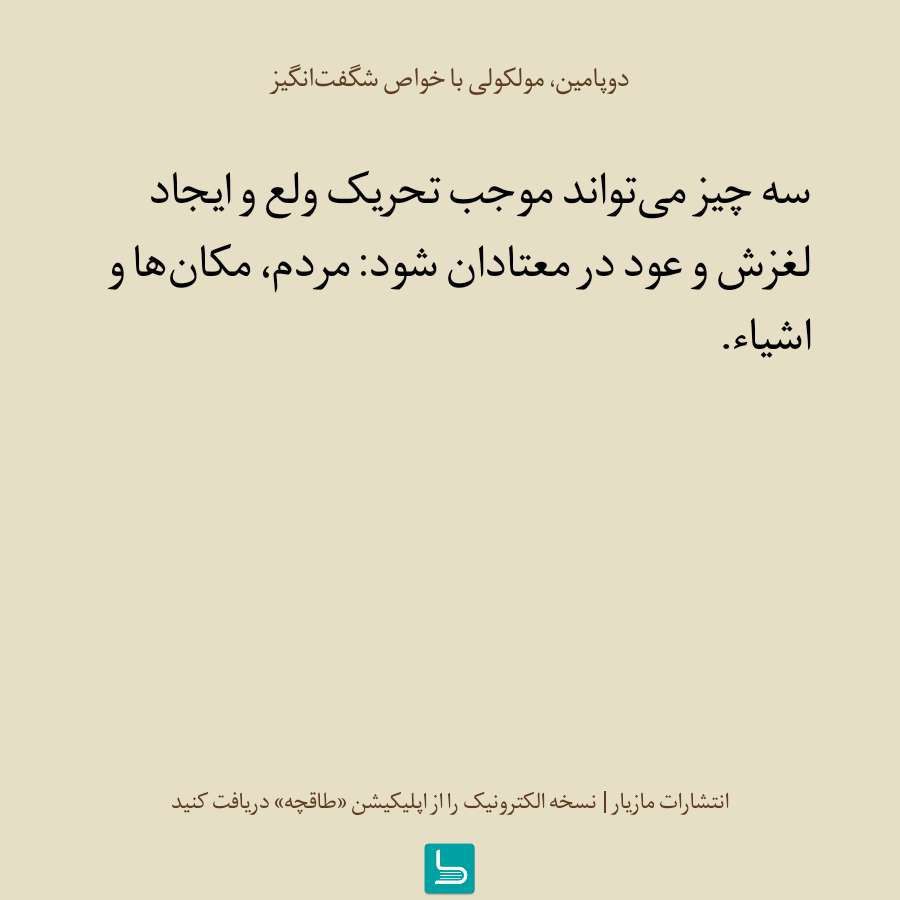 دوپامین، مولکولی با خواص شگفت‌انگیز
سه چیز می‌تواند موجب تحریک ولع و ایجاد
لغزش و عود در معتادان شود: مردم، مکان‌ها و
اشیاء.
انتشارات مازیار | نسخه الکترونیک را از اپلیکیشن «طاقچه» دریافت کنید